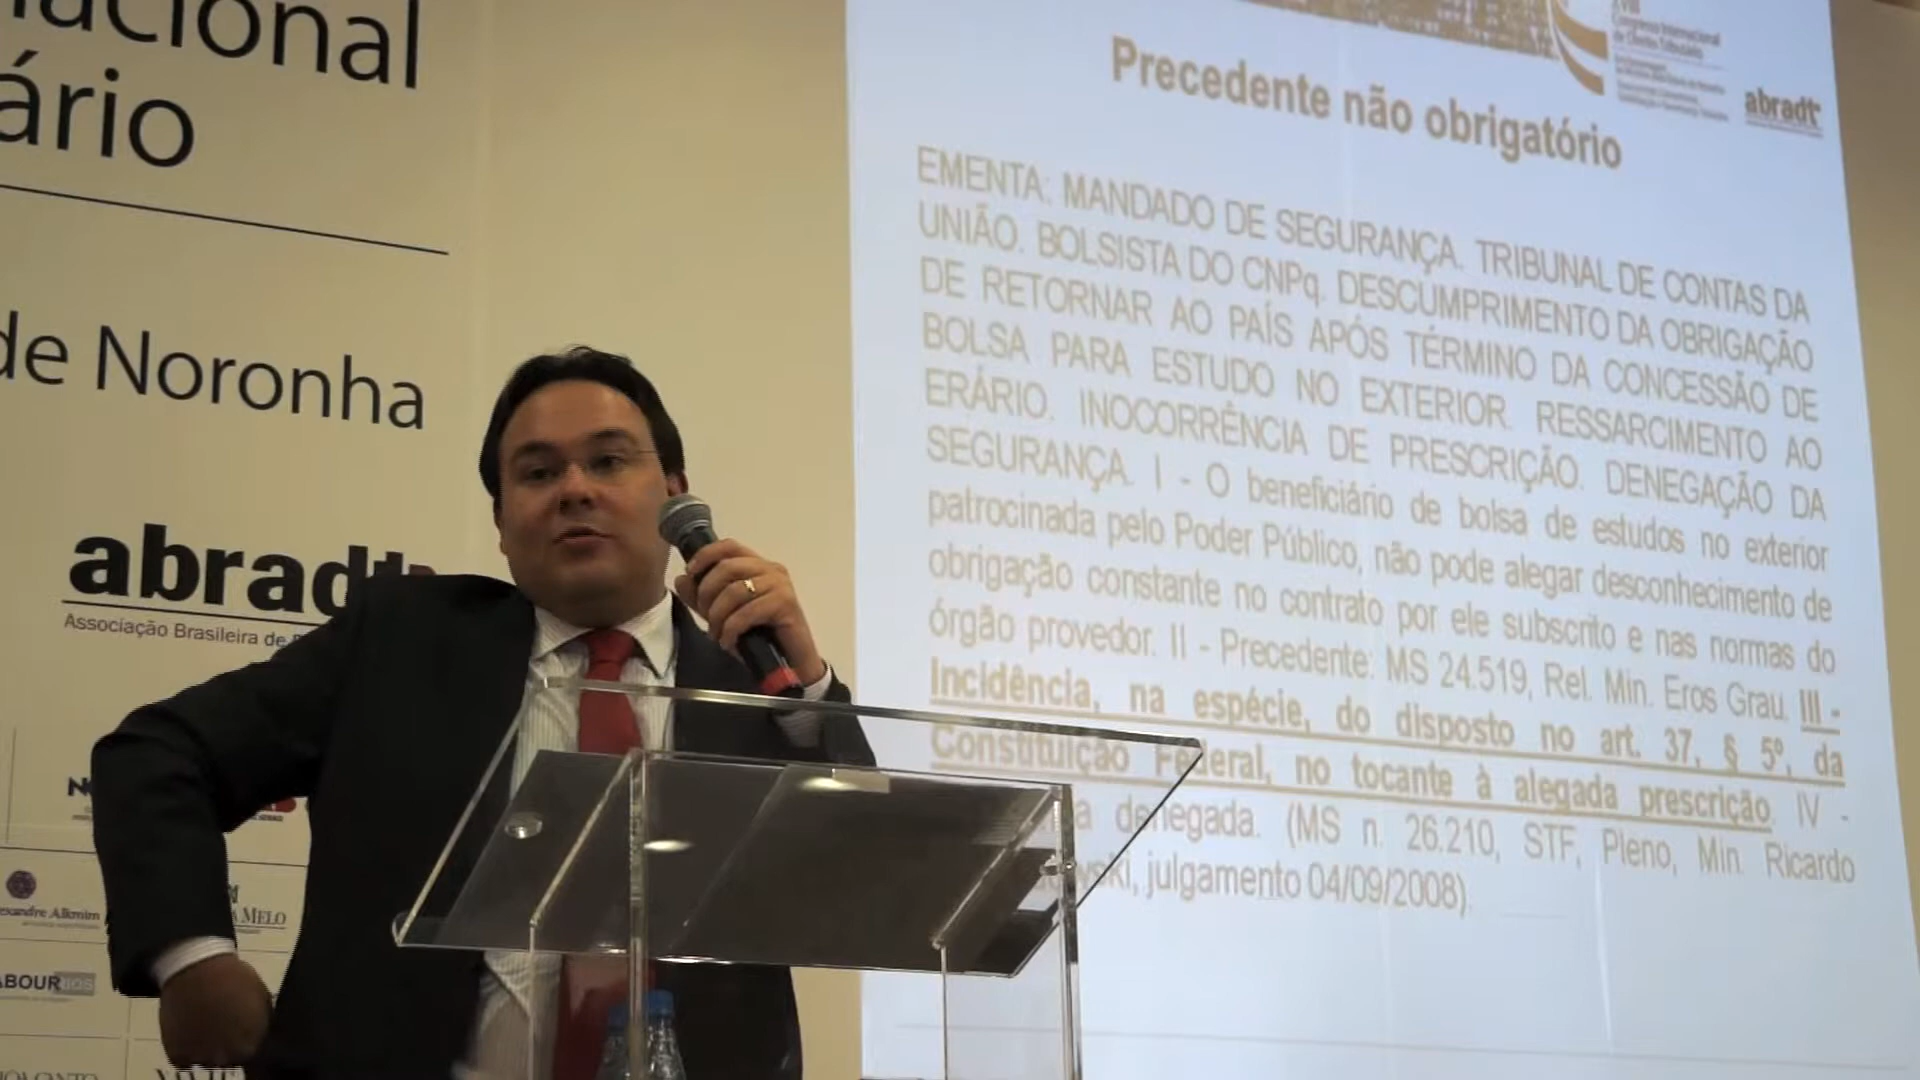 nacional
ário
de Noronha
abradt
Associação Brasileira de
A MELO
ABOUR
Congresso Internacional
de Direito Tributário
abradt
Precedente não obrigatório
EMENTA: MANDADO DE SEGURANÇA. TRIBUNAL DE CONTAS DA
UNIÃO. BOLSISTA DO CNPq. DESCUMPRIMENTO DA OBRIGAÇÃO
DE RETORNAR AO PAÍS APÓS TÉRMINO DA CONCESSÃO DE
BOLSA PARA ESTUDO NO EXTERIOR. RESSARCIMENTO AO
ERÁRIO. INOCORRÊNCIA DE PRESCRIÇÃO. DENEGAÇÃO DA
SEGURANÇA. I - O beneficiário de bolsa de estudos no exterior
patrocinada pelo Poder Público, não pode alegar desconhecimento de
obrigação constante no contrato por ele subscrito e nas normas do
órgão provedor. II - Precedente: MS 24.519, Rel. Min. Eros Grau. III -
Incidência, na espécie, do disposto no art. 37, § 5º, da
Constituição Federal, no tocante à alegada prescrição. IV -
denegada. (MS n. 26.210, STF, Pleno, Min. Ricardo
julgamento 04/09/2008).